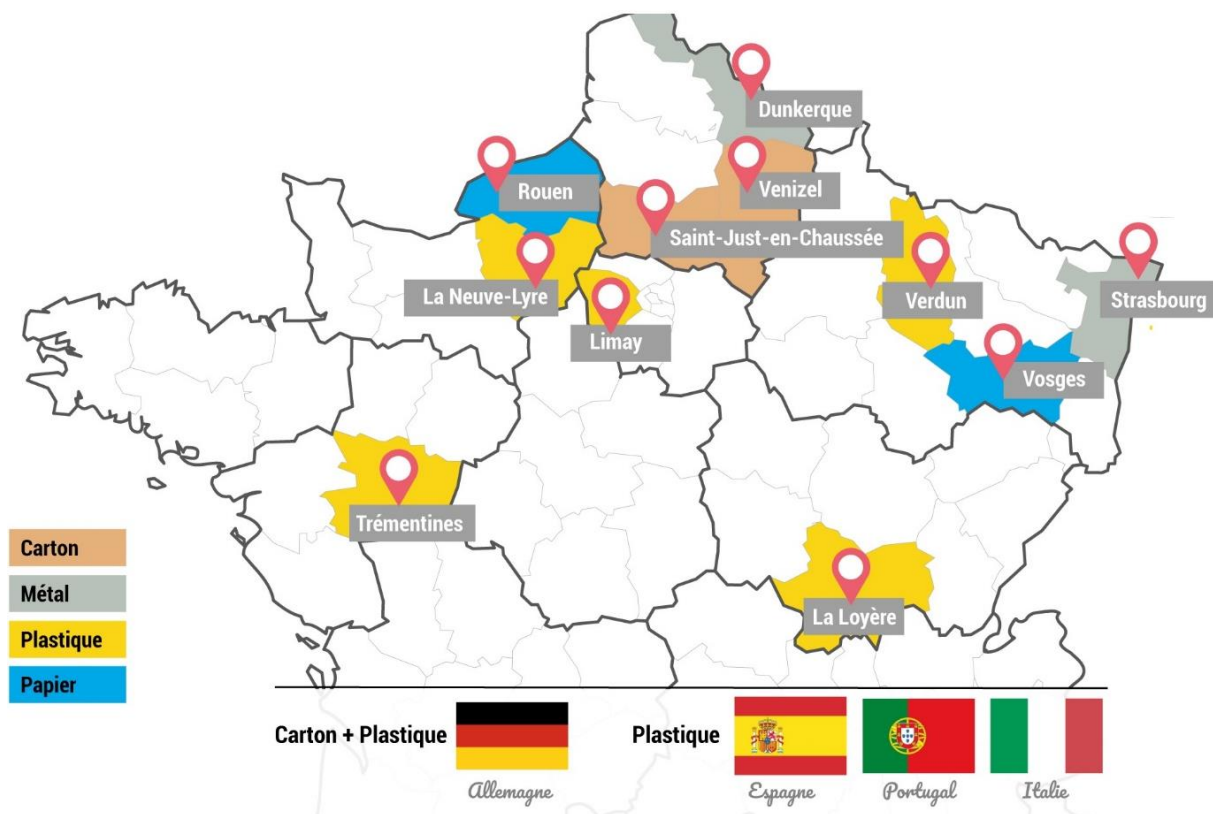 Dunkerque
Rouen
Venizel
Saint-Just-en-Chaussée
La Neuve-Lyre
Verdun
Strasbourg
Limay
Vosges
Trémentines
Carton
Métal
Plastique
Papier
La Loyère
Carton + Plastique
Plastique
Allemagne
Espagne
Portugal
Italie